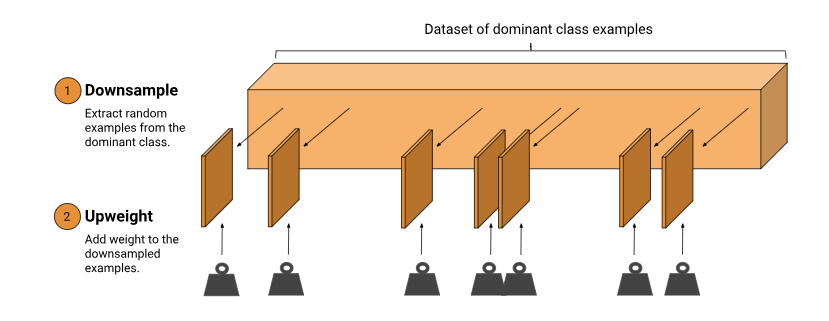 Dataset of dominant class examples
1 Downsample
Extract random
examples from the
dominant class.
2 Upweight
Add weight to the
downsampled
examples.